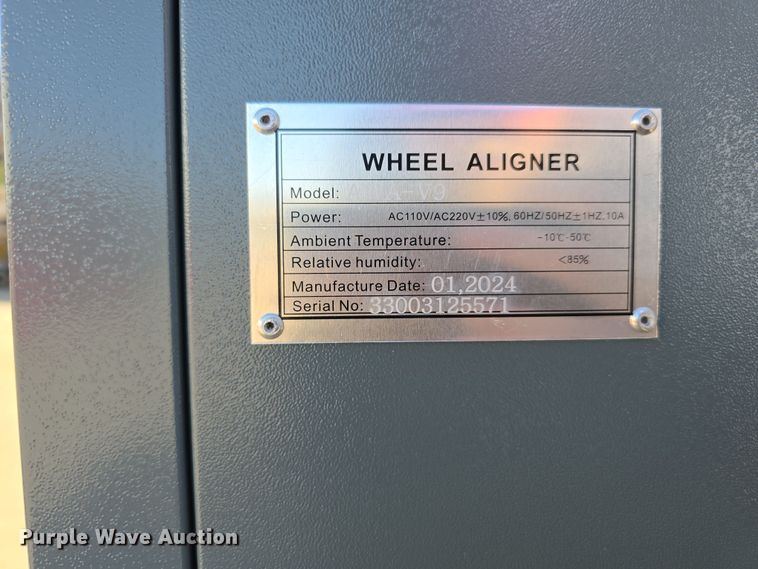 WHEEL ALIGNER
Model:
Power: AC110V/AC220V±10%, 60HZ/50HZ±1HZ, 10A
Ambient Temperature: -10℃-50℃
Relative humidity: <85%
Manufacture Date: 01,2024
Serial No: 33003125571
Purple Wave Auction